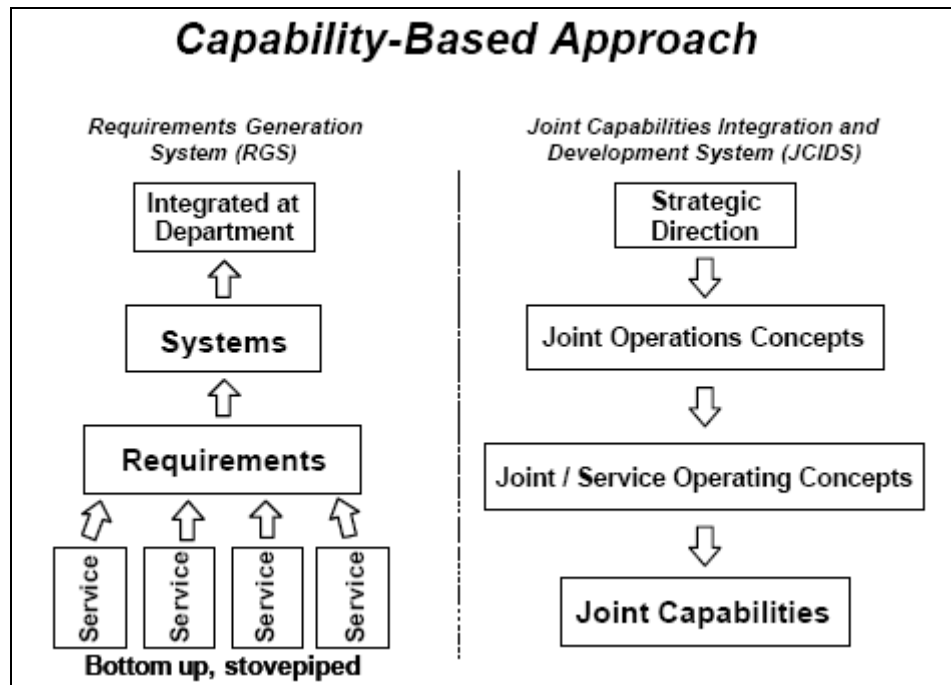 Capability-Based Approach
Requirements Generation
System (RGS)
Integrated at
Department
Systems
Requirements
Service
Service
Service
Service
Bottom up, stovepiped
Joint Capabilities Integration and
Development System (JCIDS)
Strategic
Direction
Joint Operations Concepts
Joint / Service Operating Concepts
Joint Capabilities